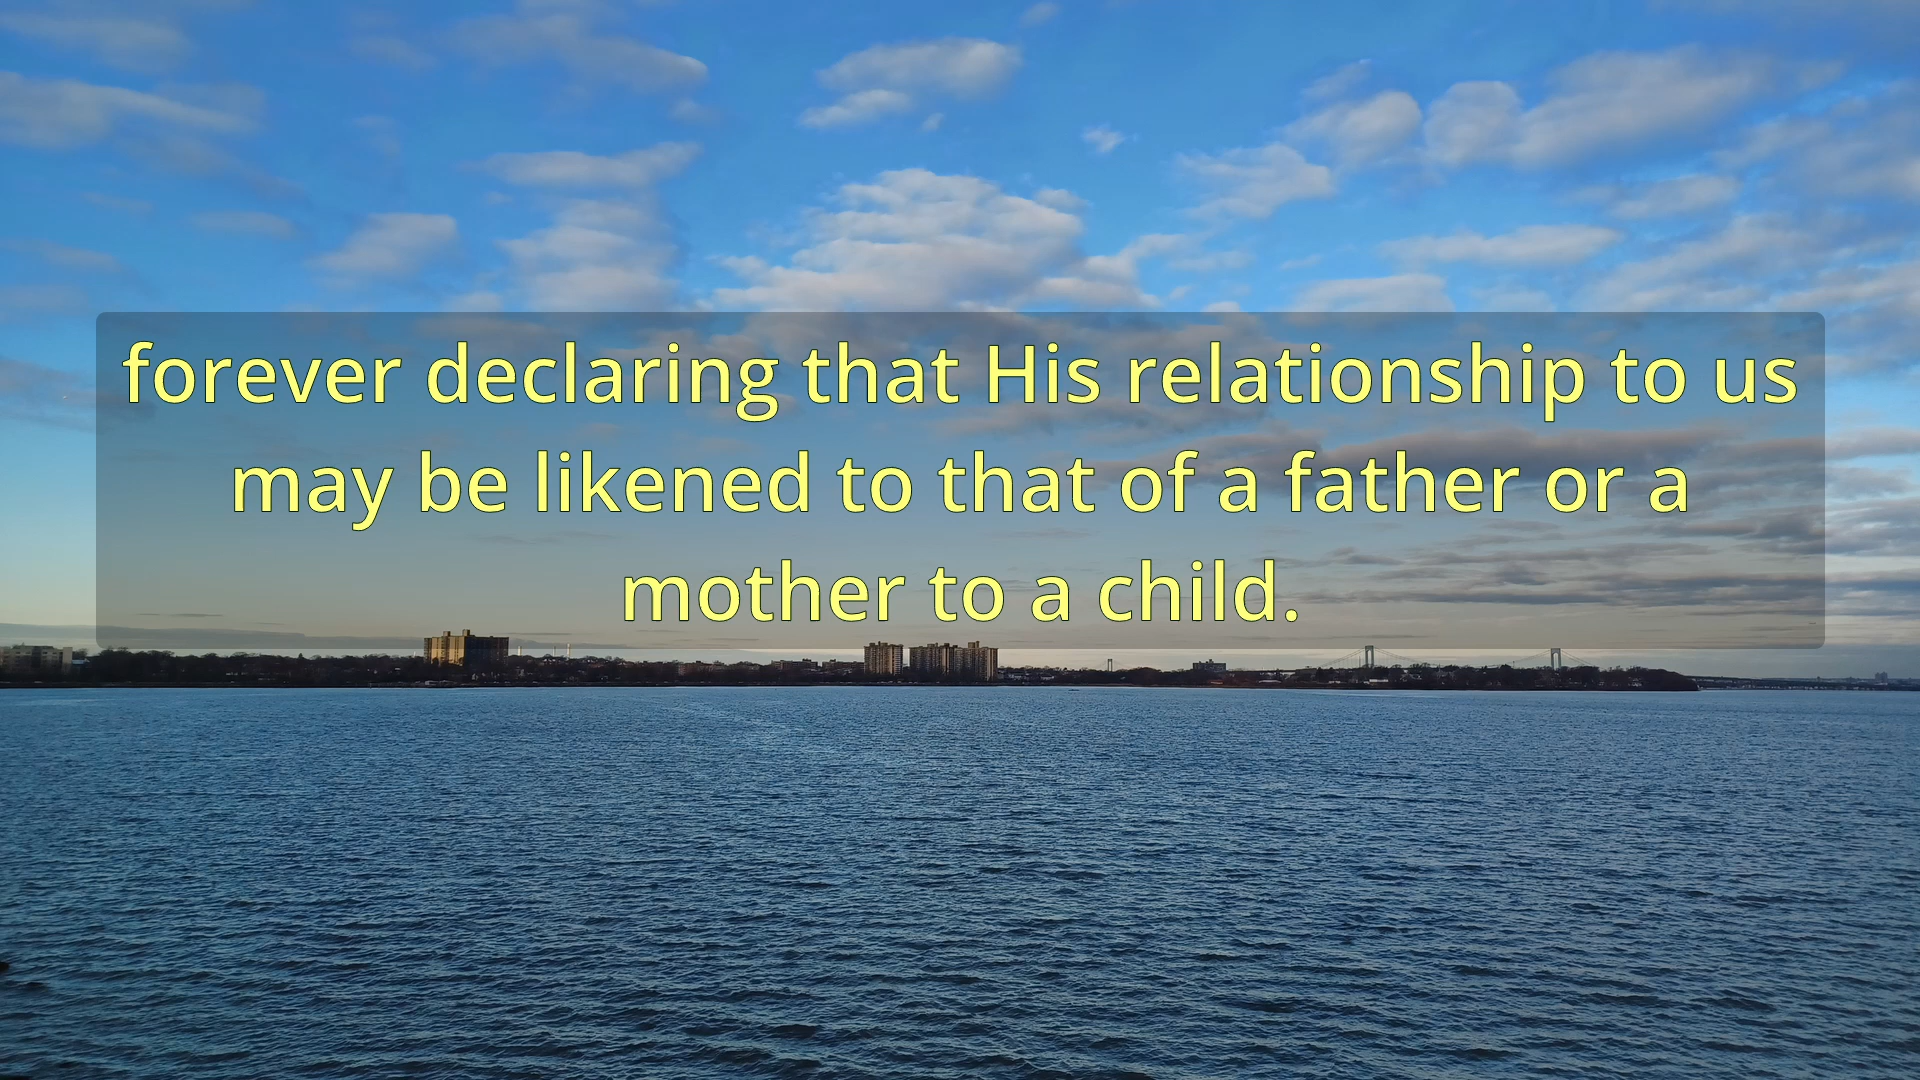 forever declaring that His relationship to us
may be likened to that of a father or a
mother to a child.